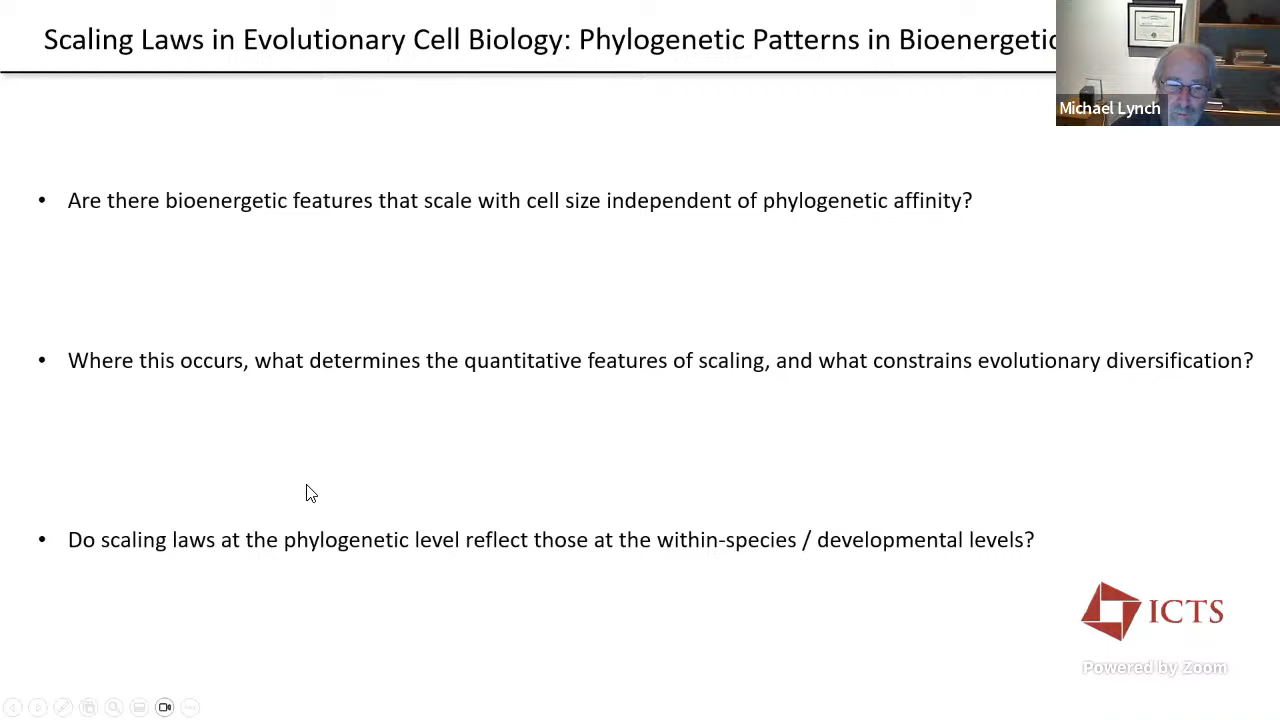 Scaling Laws in Evolutionary Cell Biology: Phylogenetic Patterns in Bioenergetic
Michael Lynch
• Are there bioenergetic features that scale with cell size independent of phylogenetic affinity?
• Where this occurs, what determines the quantitative features of scaling, and what constrains evolutionary diversification?
• Do scaling laws at the phylogenetic level reflect those at the within-species / developmental levels?
ICTS
Powered by Zoom